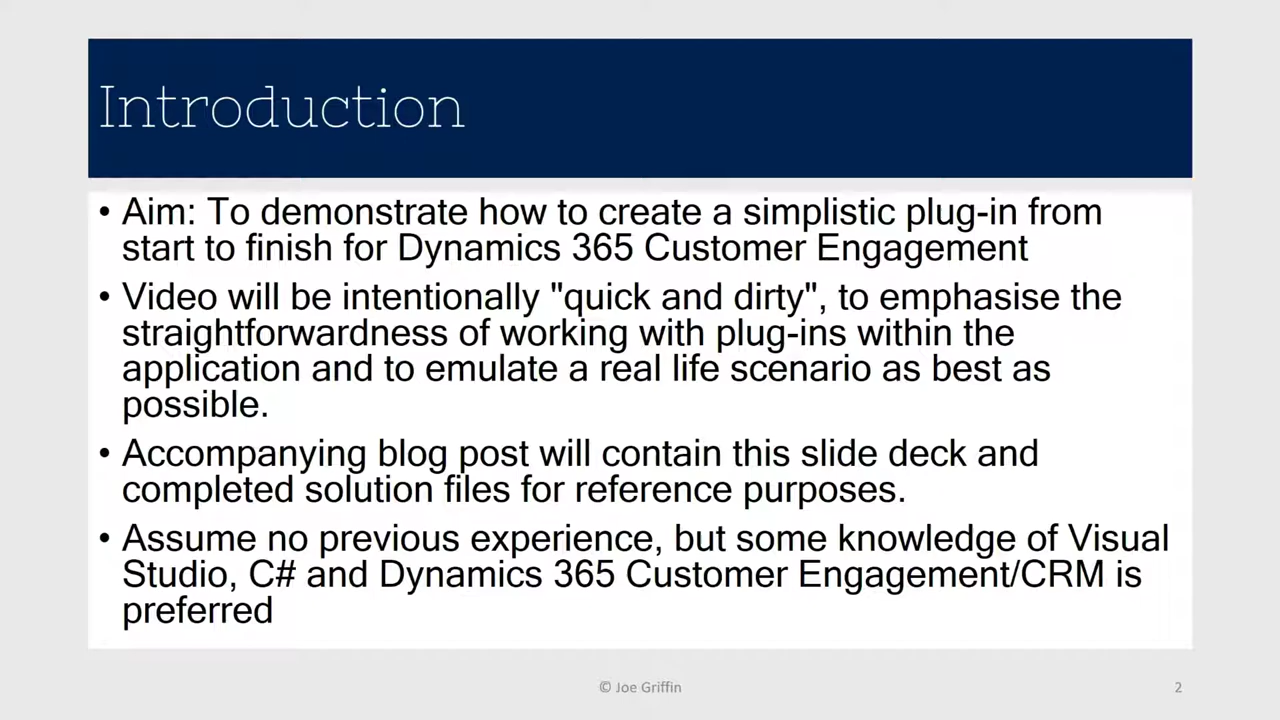 Introduction
• Aim: To demonstrate how to create a simplistic plug-in from
start to finish for Dynamics 365 Customer Engagement
• Video will be intentionally "quick and dirty", to emphasise the
straightforwardness of working with plug-ins within the
application and to emulate a real life scenario as best as
possible.
• Accompanying blog post will contain this slide deck and
completed solution files for reference purposes.
• Assume no previous experience, but some knowledge of Visual
Studio, C# and Dynamics 365 Customer Engagement/CRM is
preferred
© Joe Griffin
2